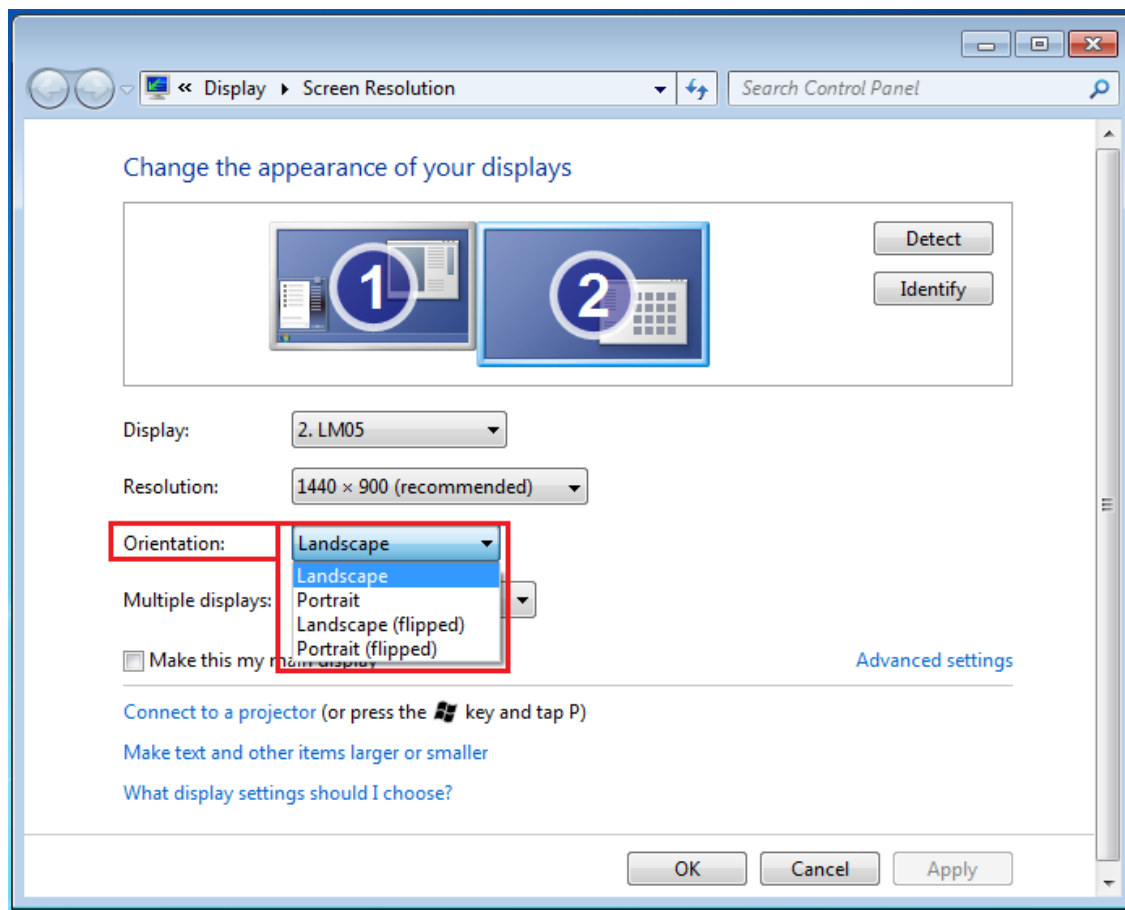 « Display ▸ Screen Resolution
Search Control Panel
Change the appearance of your displays
1
2
Detect
Identify
Display: 2. LM05
Resolution: 1440 × 900 (recommended)
Orientation: Landscape
Landscape
Multiple displays:
Portrait
Landscape (flipped)
Portrait (flipped)
Make this my main display
Advanced settings
Connect to a projector (or press the key and tap P)
Make text and other items larger or smaller
What display settings should I choose?
OK Cancel Apply